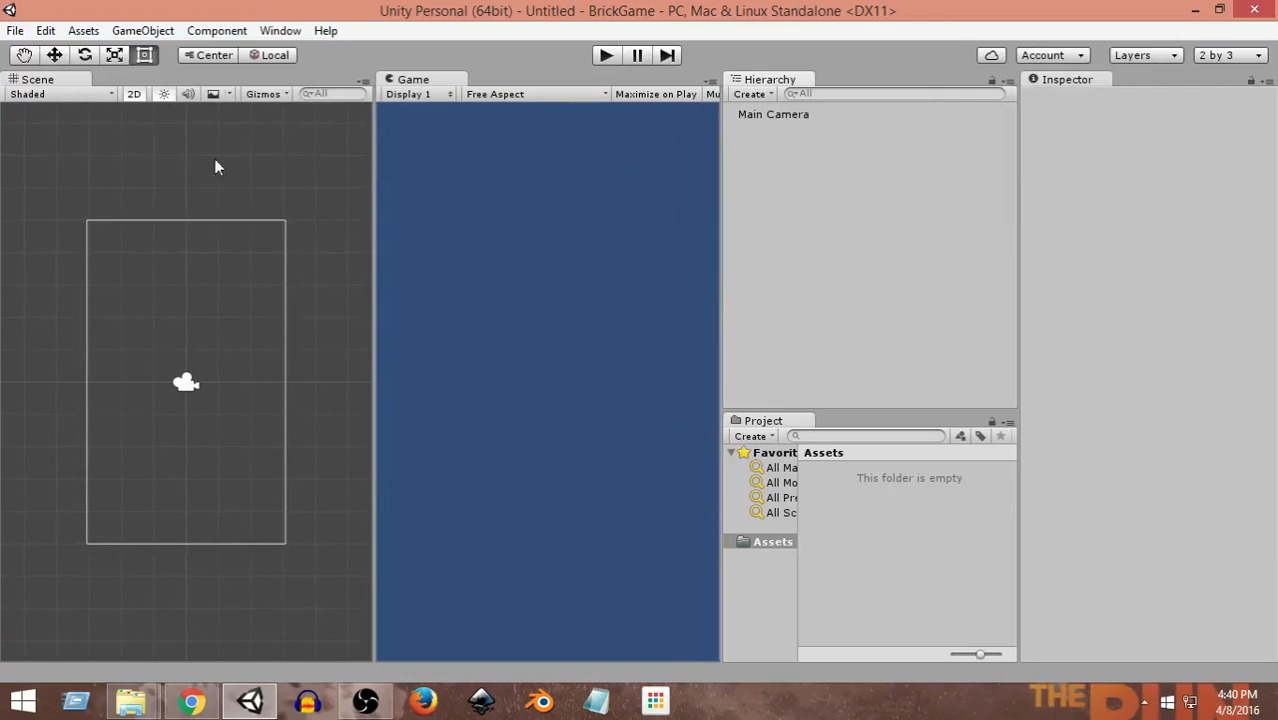 Unity Personal (64bit) - Untitled - BrickGame - PC, Mac & Linux Standalone <DX11>
File Edit Assets GameObject Component Window Help
Center Local Account Layers 2 by 3
Scene Game Hierarchy Inspector
Shaded 2D Gizmos All Display 1 Free Aspect Maximize on Play Mu Create All
Main Camera
Project
Create
Favorit Assets
All Ma
All Mo
All Pre
All Sc
This folder is empty
Assets
THE
4:40 PM
4/8/2016